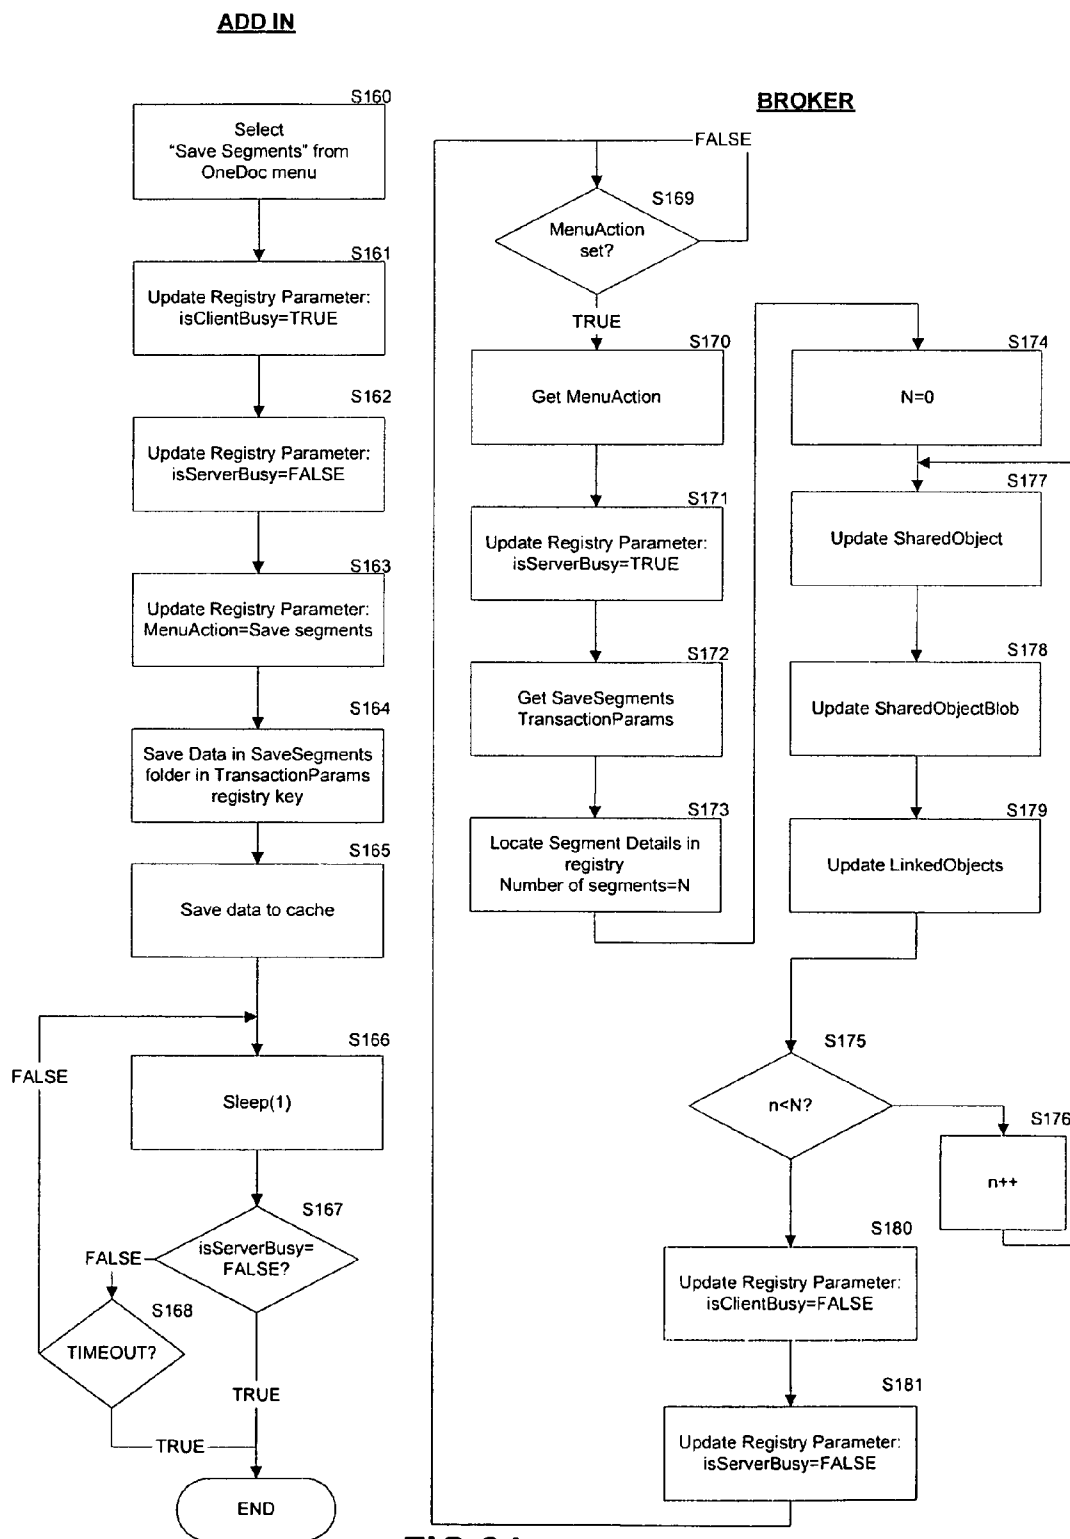 ADD IN
S160
Select
"Save Segments" from
OneDoc menu
S161
Update Registry Parameter:
isClientBusy=TRUE
S162
Update Registry Parameter:
isServerBusy=FALSE
S163
Update Registry Parameter:
MenuAction=Save segments
S164
Save Data in SaveSegments
folder in TransactionParams
registry key
S165
Save data to cache
S166
FALSE
Sleep(1)
S167
isServerBusy=
FALSE?
FALSE
S168
TIMEOUT?
TRUE
TRUE
END
BROKER
FALSE
S169
MenuAction
set?
TRUE
S170
Get MenuAction
S171
Update Registry Parameter:
isServerBusy=TRUE
S172
Get SaveSegments
TransactionParams
S173
Locate Segment Details in
registry
Number of segments=N
S174
N=0
S177
Update SharedObject
S178
Update SharedObjectBlob
S179
Update LinkedObjects
S175
n<N?
S176
n++
S180
Update Registry Parameter:
isClientBusy=FALSE
S181
Update Registry Parameter:
isServerBusy=FALSE